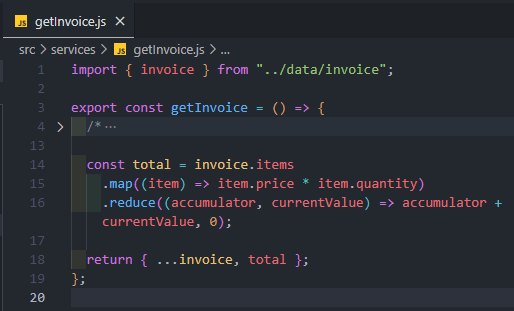 JS getInvoice.js ×
src > services > JS getInvoice.js > ...
1 import { invoice } from "../data/invoice";
2
3 export const getInvoice = () => {
4 > /* ...
13
14 const total = invoice.items
15 .map((item) => item.price * item.quantity)
16 .reduce((accumulator, currentValue) => accumulator +
currentValue, 0);
17
18 return { ...invoice, total };
19 };
20